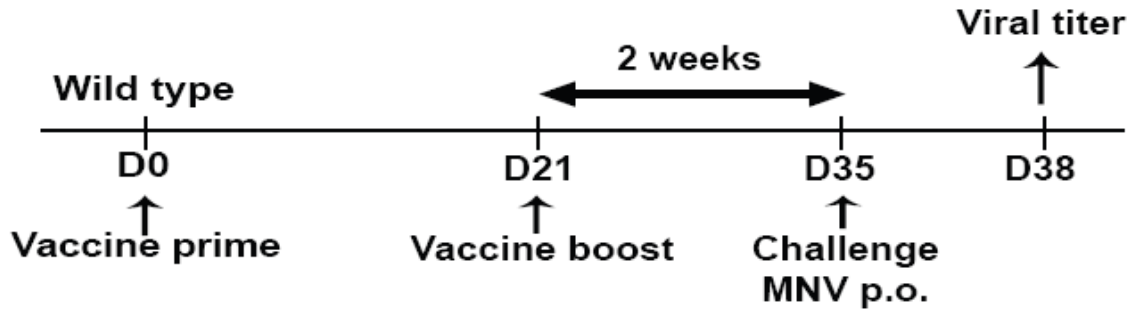 Viral titer
2 weeks
Wild type
D0 D21 D35 D38
Vaccine prime Vaccine boost Challenge
MNV p.o.